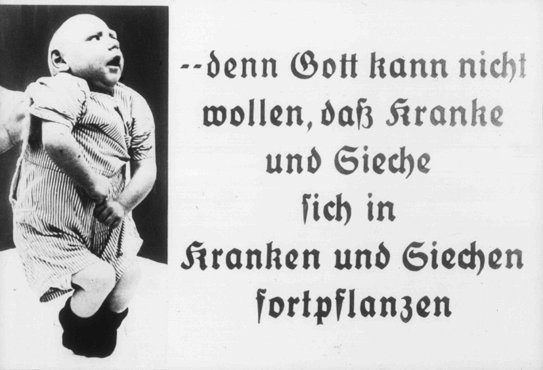 --denn Gott kann nicht
wollen, daß Kranke
und Sieche
sich in
Kranken und Siechen
fortpflanzen